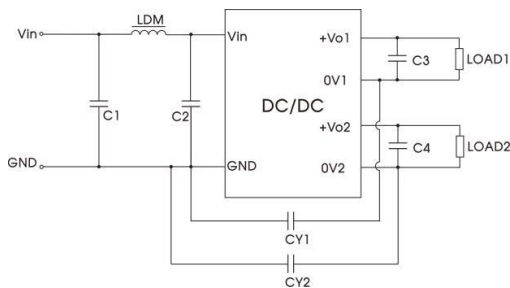 LDM
Vin
Vin
+Vo1
C3
LOAD1
C1
C2
0V1
DC/DC
+Vo2
C4
LOAD2
GND
GND
0V2
CY1
CY2